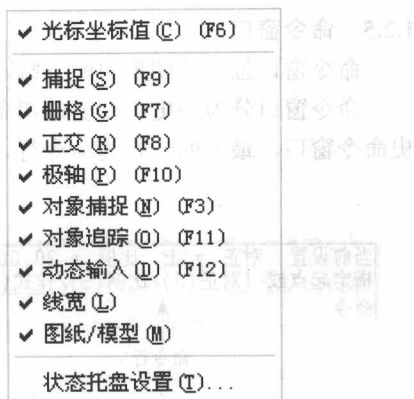 ✓ 光标坐标值(C) (F6)
✓ 捕捉(S) (F9)
✓ 栅格(G) (F7)
✓ 正交(R) (F8)
✓ 极轴(P) (F10)
✓ 对象捕捉(N) (F3)
✓ 对象追踪(O) (F11)
✓ 动态输入(D) (F12)
✓ 线宽(L)
✓ 图纸/模型(M)
状态托盘设置(T)...